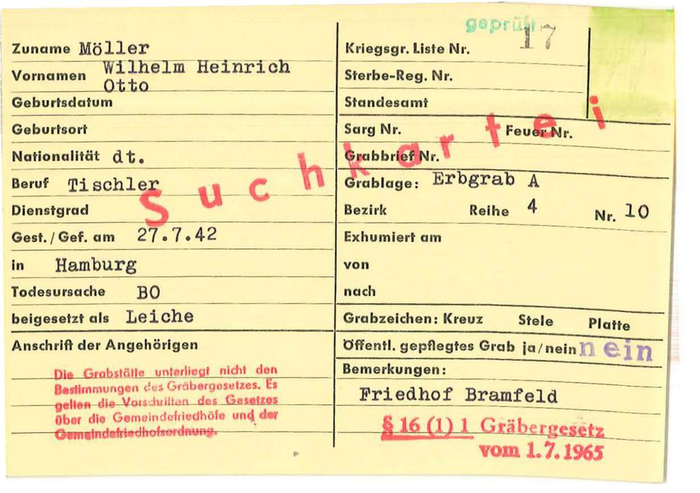 geprüft
Zuname Möller
Kriegsgr. Liste Nr. 17
Vornamen Wilhelm Heinrich
Otto
Sterbe-Reg. Nr.
Geburtsdatum
Standesamt
Geburtsort
Sarg Nr. Feuer Nr.
Nationalität dt.
Grabbrief Nr.
Beruf Tischler
Grablage: Erbgrab A
Suchkartei
Dienstgrad
Bezirk Reihe 4 Nr. 10
Gest./Gef. am 27.7.42
Exhumiert am
in Hamburg
von
Todesursache BO
nach
beigesetzt als Leiche
Grabzeichen: Kreuz Stele Platte
Anschrift der Angehörigen
Öffentl. gepflegtes Grab ja/nein nein
Die Grabstätte unterliegt nicht den
Bestimmungen des Gräbergesetzes. Es
gelten die Vorschriften des Gesetzes
über die Gemeindefriedhöfe und der
Gemeindefriedhofsordnung.
Bemerkungen:
Friedhof Bramfeld
§ 16 (1) 1 Gräbergesetz
vom 1.7.1965